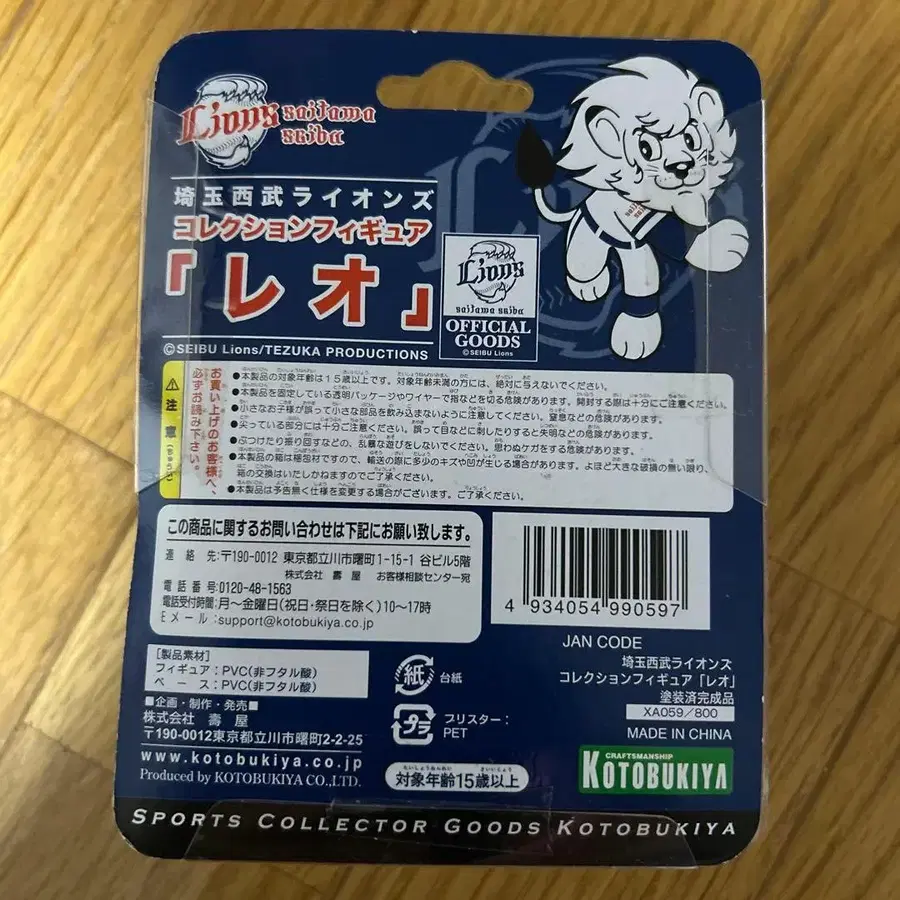 Lions
saitama
seibu
埼玉西武ライオンズ
コレクションフィギュア
「レオ」
©SEIBU Lions/TEZUKA PRODUCTIONS
Lions
saitama seibu
OFFICIAL
GOODS
©SEIBU Lions
注意
お買い上げのお客様へ、
必ずお読み下さい。
●本製品の対象年齢は15歳以上です。対象年齢未満の方には、絶対に与えないでください。
●本製品を固定している透明パッケージやワイヤーで指などを切る危険があります。開封する際は十分にご注意ください。
●小さなお子様が誤って小さな部品を飲み込まないように注意してください。窒息などの危険があります。
●尖っている部分には十分ご注意ください。誤って目などに刺したりすると失明などの危険があります。
●ぶつけたり振り回すなどの、乱暴な遊びをしないでください。思わぬケガをする危険があります。
●本製品の箱は梱包材ですので、輸送の際に多少のキズや凹が生じる場合があります。よほど大きな破損の無い限り、
箱の交換はいたしかねますのでご了承ください。
●本製品は予告無く仕様を変更する場合がございます。ご了承ください。
この商品に関するお問い合わせは下記にお願い致します。
連絡先:〒190-0012 東京都立川市曙町1-15-1 谷ビル5階
株式会社 壽屋 お客様相談センター宛
電話番号:0120-48-1563
電話受付時間:月〜金曜日(祝日・祭日を除く)10〜17時
Eメール:support@kotobukiya.co.jp
4 934054 990597
JAN CODE
埼玉西武ライオンズ
コレクションフィギュア「レオ」
塗装済完成品
XA059/800
MADE IN CHINA
[製品素材]
フィギュア:PVC(非フタル酸)
ベース:PVC(非フタル酸)
■企画・制作・発売■
株式会社 壽屋
〒190-0012東京都立川市曙町2-2-25
www.kotobukiya.co.jp
Produced by KOTOBUKIYA CO.,LTD.
紙
台紙
プラ
フリスター:
PET
対象年齢15歳以上
CRAFTSMANSHIP
KOTOBUKIYA
SPORTS COLLECTOR GOODS KOTOBUKIYA